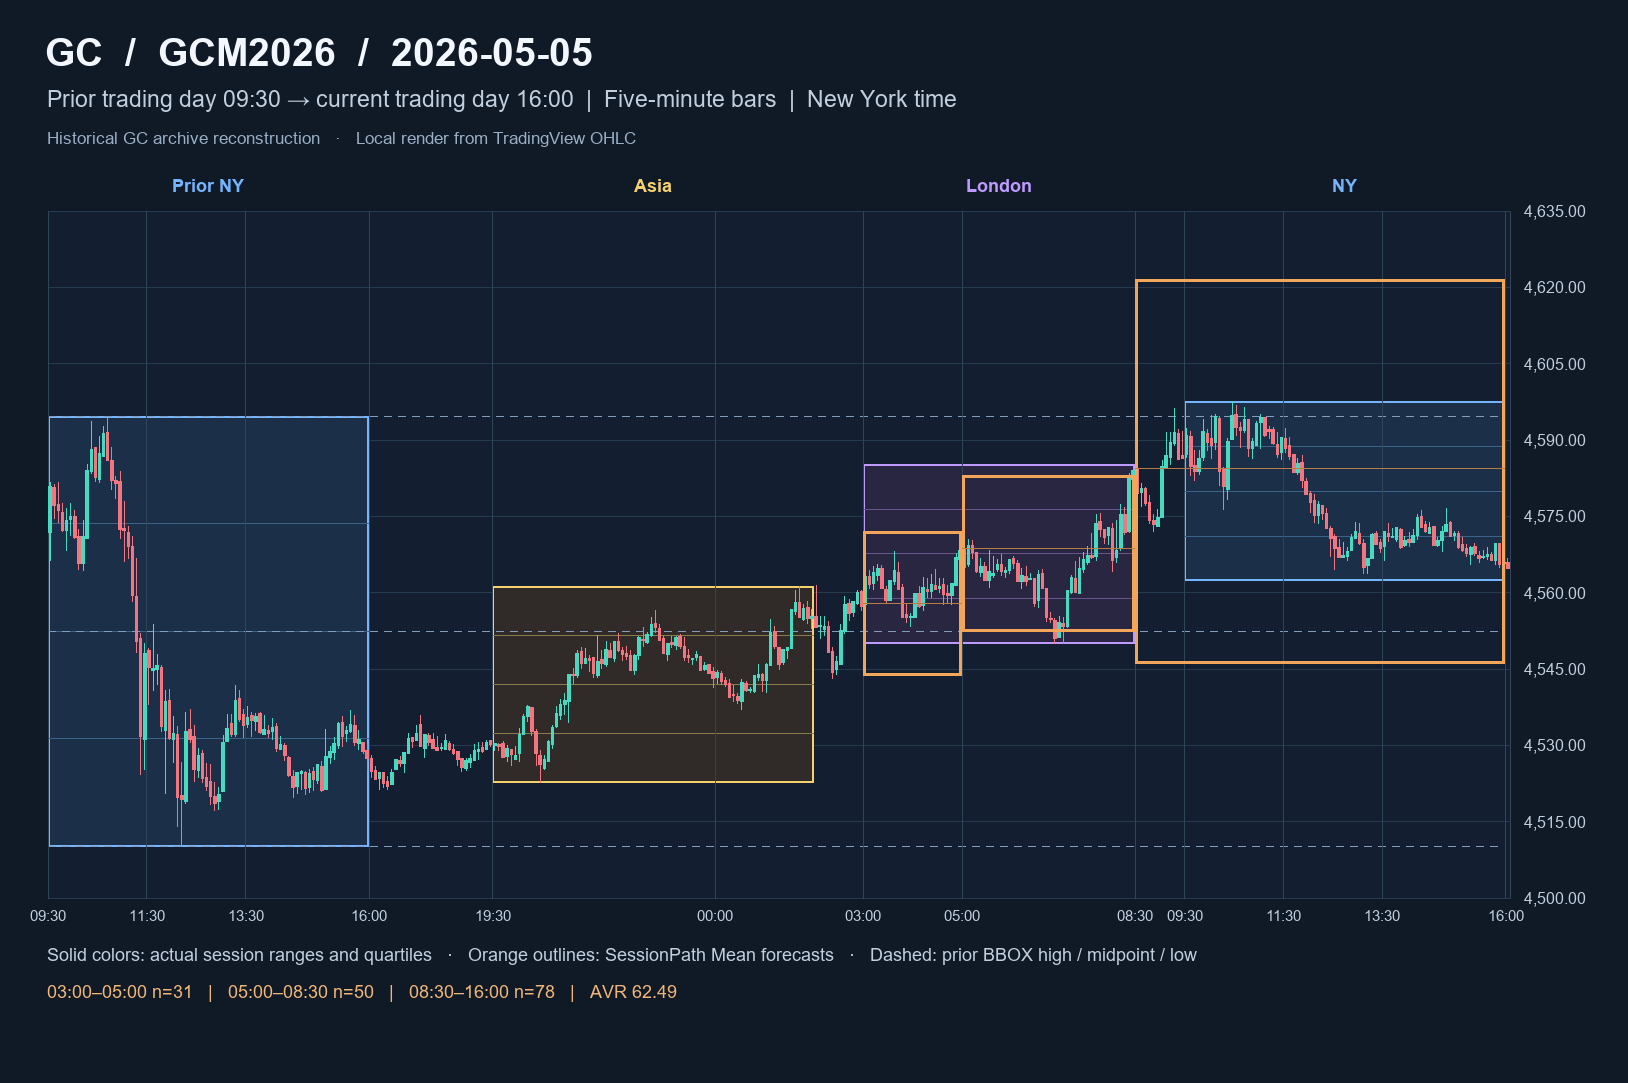 GC / GCM2026 / 2026-05-05
Prior trading day 09:30 → current trading day 16:00 | Five-minute bars | New York time
Historical GC archive reconstruction · Local render from TradingView OHLC
Prior NY Asia London NY
4,635.00
4,620.00
4,605.00
4,590.00
4,575.00
4,560.00
4,545.00
4,530.00
4,515.00
4,500.00
09:30 11:30 13:30 16:00 19:30 00:00 03:00 05:00 08:30 09:30 11:30 13:30 16:00
Solid colors: actual session ranges and quartiles · Orange outlines: SessionPath Mean forecasts · Dashed: prior BBOX high / midpoint / low
03:00–05:00 n=31 | 05:00–08:30 n=50 | 08:30–16:00 n=78 | AVR 62.49